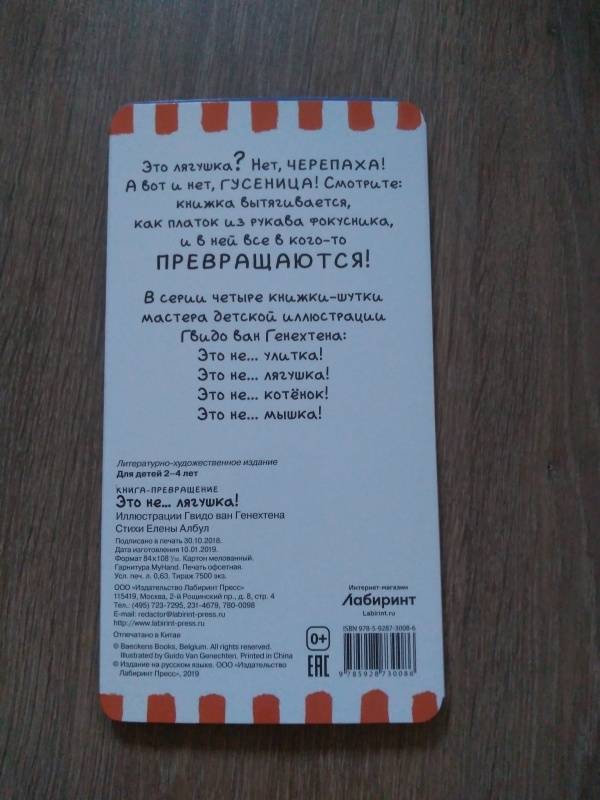 Это лягушка? Нет, ЧЕРЕПАХА!
А вот и нет, ГУСЕНИЦА! Смотрите:
книжка вытягивается,
как платок из рукава фокусника,
и в ней все в кого-то
ПРЕВРАЩАЮТСЯ!
В серии четыре книжки-шутки
мастера детской иллюстрации
Гвидо ван Генехтена:
Это не... улитка!
Это не... лягушка!
Это не... котёнок!
Это не... мышка!
Литературно-художественное издание
Для детей 2–4 лет
КНИГА-ПРЕВРАЩЕНИЕ
Это не... лягушка!
Иллюстрации Гвидо ван Генехтена
Стихи Елены Албул
Подписано в печать 30.10.2018.
Дата изготовления 10.01.2019.
Формат 84x108 1/16. Картон мелованный.
Гарнитура MyHand. Печать офсетная.
Усл. печ. л. 0,63. Тираж 7500 экз.
ООО «Издательство Лабиринт Пресс»
115419, Москва, 2-й Рощинский пр., д. 8, стр. 4
Тел.: (495) 723-7295, 231-4679, 780-0098
E-mail: redactor@labirint-press.ru
http://www.labirint-press.ru
Отпечатано в Китае
© Baeckens Books, Belgium. All rights reserved.
Illustrated by Guido Van Genechten. Printed in China
© Издание на русском языке. ООО «Издательство
Лабиринт Пресс», 2019
Интернет-магазин
Лабиринт
Labirint.ru
ISBN 978-5-9287-3008-6
0+
EAC
9 785928 730086